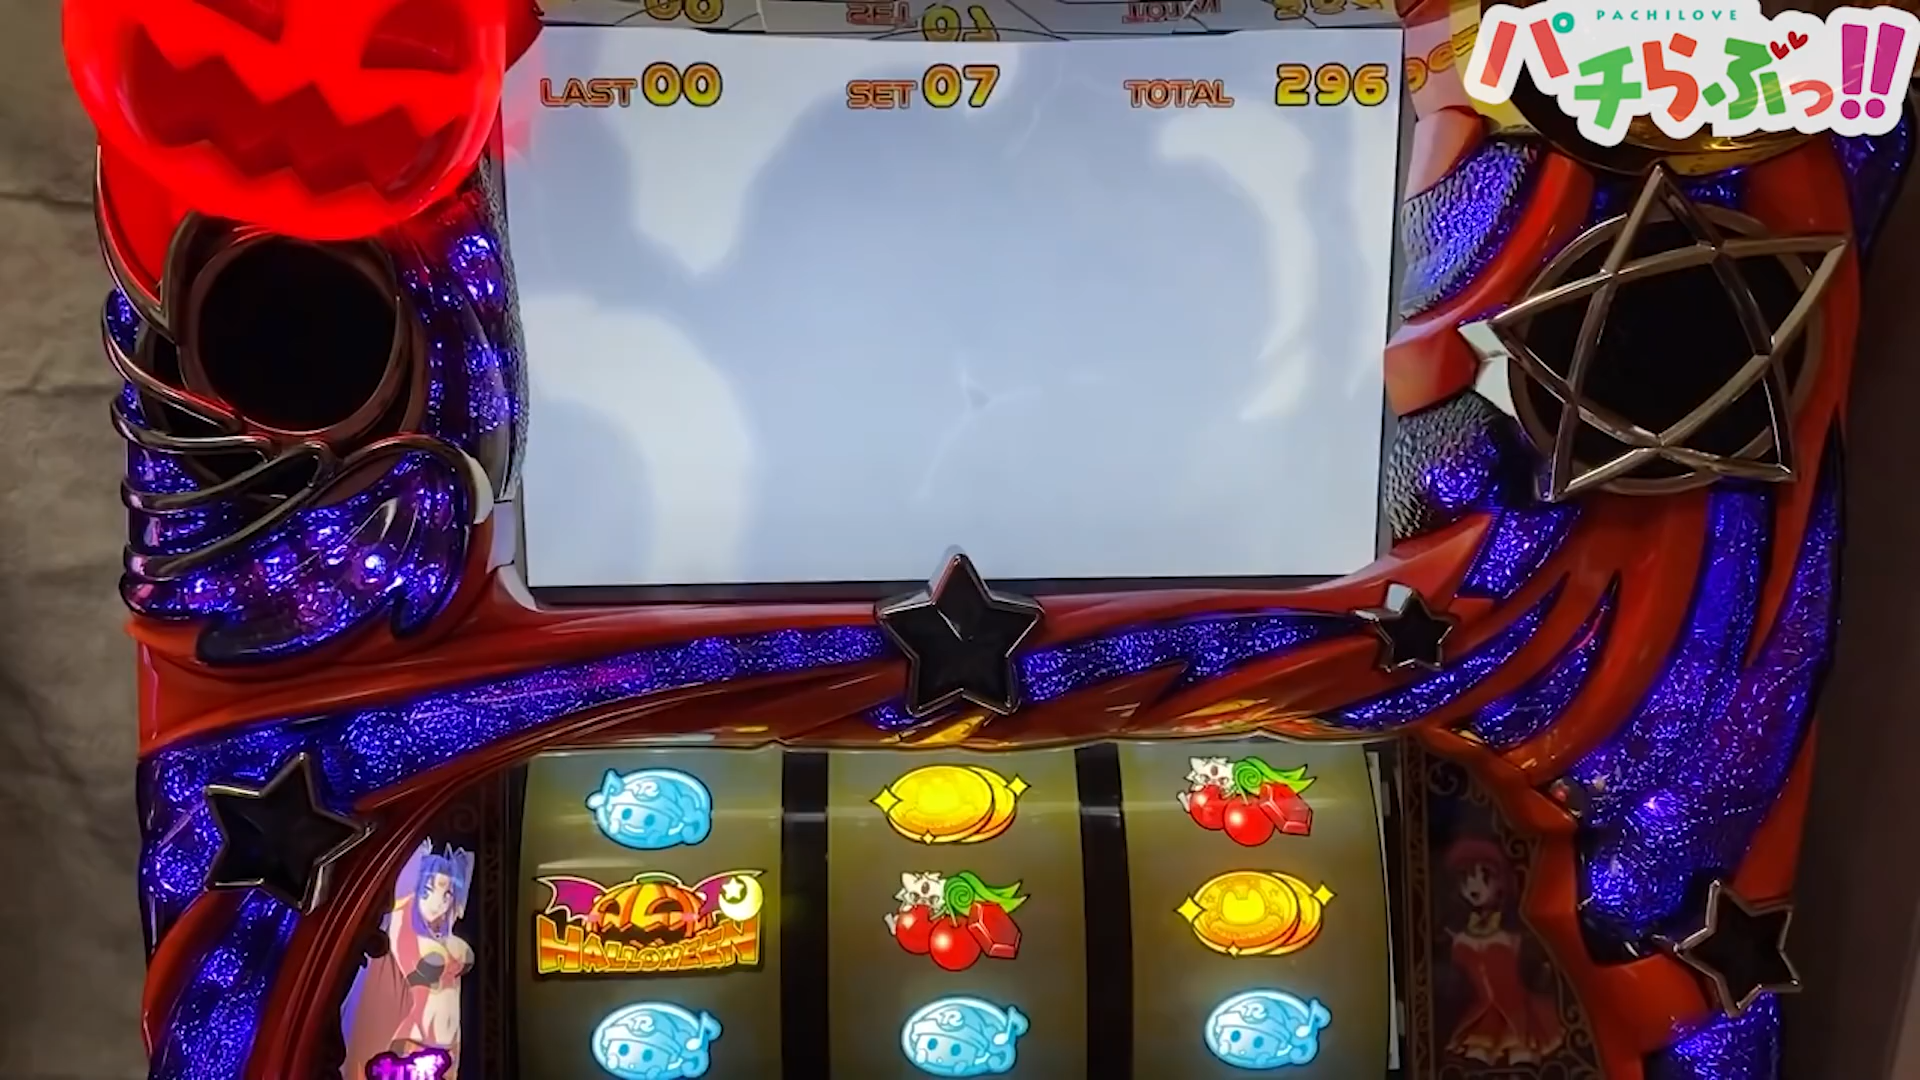 PACHILOVE
パチらぶっ!!
LAST 00 SET 07 TOTAL 296
HALLOWEEN